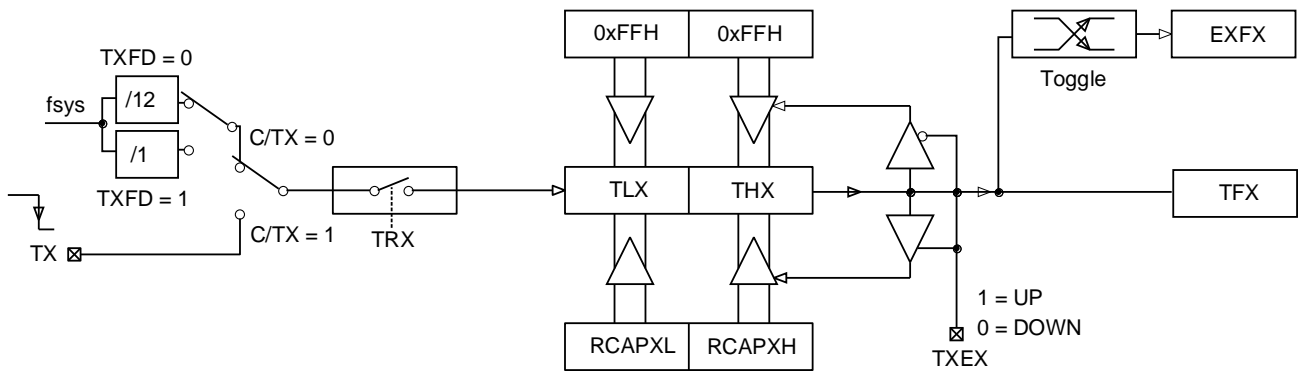 0xFFH 0xFFH
EXFX
TXFD = 0
Toggle
fsys
/12
C/TX = 0
/1
TLX THX
TFX
TXFD = 1
C/TX = 1
TRX
TX
1 = UP
0 = DOWN
RCAPXL RCAPXH
TXEX